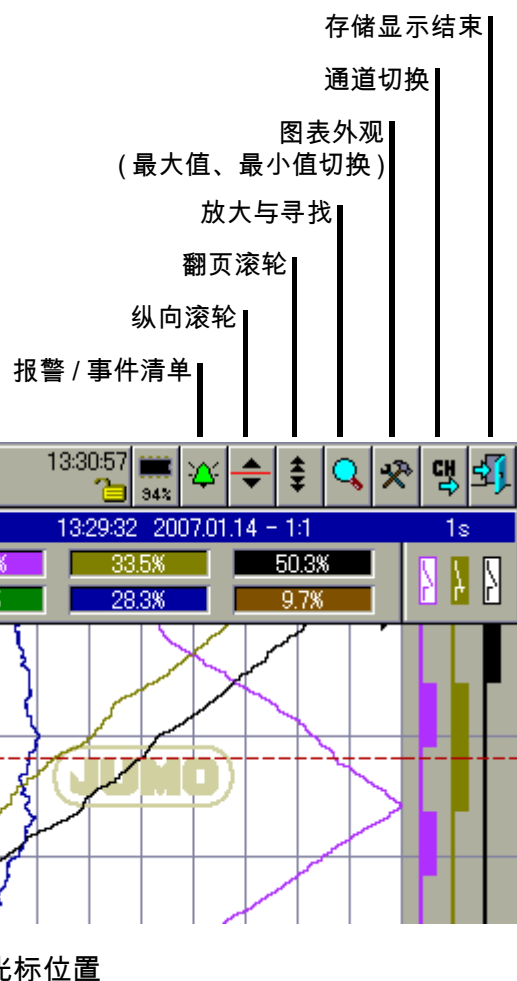 存储显示结束
通道切换
图表外观
(最大值、最小值切换)
放大与寻找
翻页滚轮
纵向滚轮
报警 / 事件清单
13:30:57
94%
CH
13:29:32 2007.01.14 - 1:1 1s
% 33.5% 50.3%
28.3% 9.7%
JUMO
光标位置